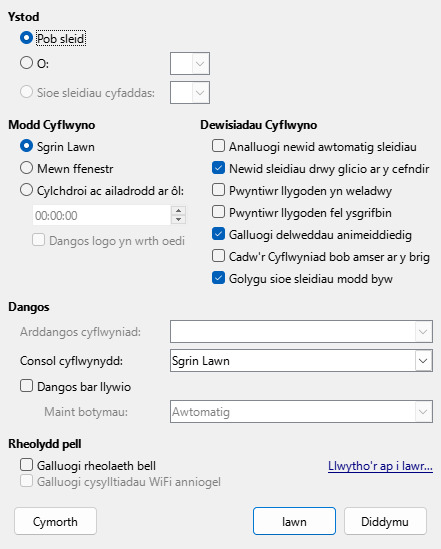 Ystod
Pob sleid
O:
Sioe sleidiau cyfaddas:
Modd Cyflwyno
Sgrin Lawn
Mewn ffenestr
Cylchdroi ac ailadrodd ar ôl:
00:00:00
Dangos logo yn wrth oedi
Dewisiadau Cyflwyno
Analluogi newid awtomatig sleidiau
Newid sleidiau drwy glicio ar y cefndir
Pwyntiwr llygoden yn weladwy
Pwyntiwr llygoden fel ysgrifbin
Galluogi delweddau animeiddiedig
Cadw'r Cyflwyniad bob amser ar y brig
Golygu sioe sleidiau modd byw
Dangos
Arddangos cyflwyniad:
Consol cyflwynydd:
Sgrin Lawn
Dangos bar llywio
Maint botymau:
Awtomatig
Rheolydd pell
Galluogi rheolaeth bell
Llwytho'r ap i lawr...
Galluogi cysylltiadau WiFi anniogel
Cymorth
Iawn
Diddymu